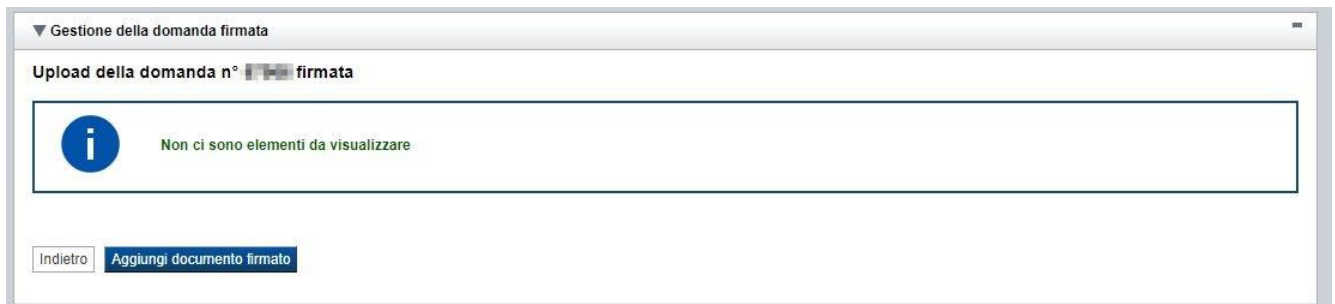 Gestione della domanda firmata
Upload della domanda n° firmata
i
Non ci sono elementi da visualizzare
Indietro
Aggiungi documento firmato